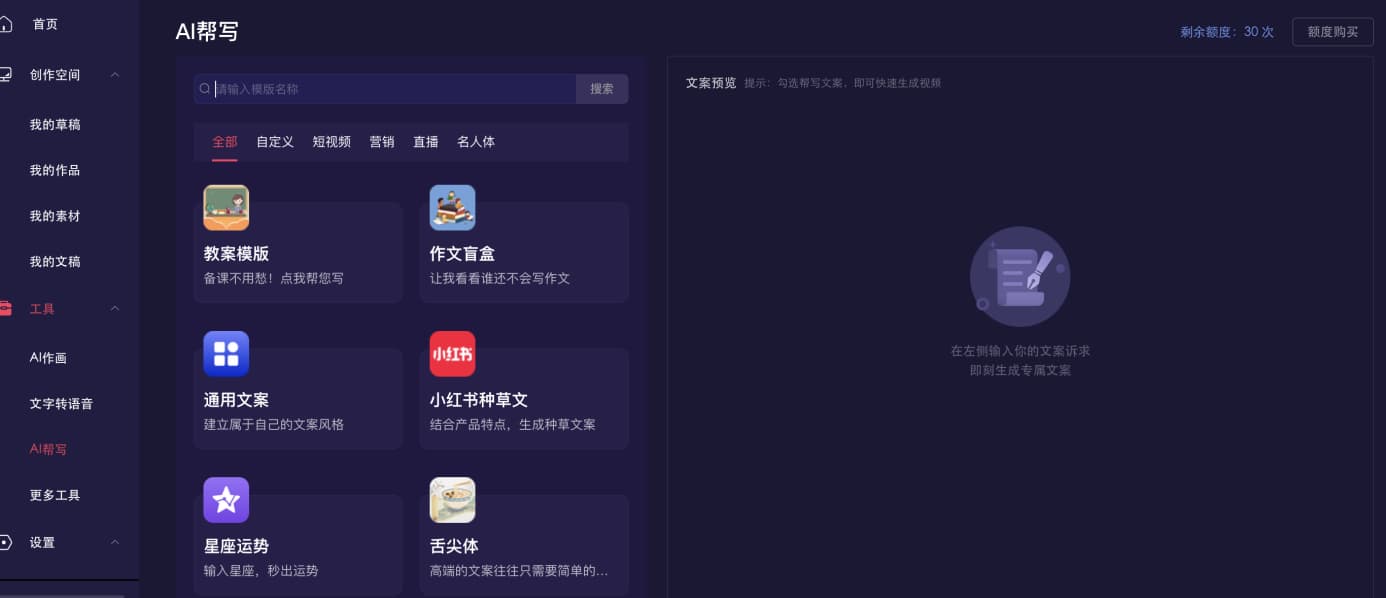 首页
创作空间
我的草稿
我的作品
我的素材
我的文稿
工具
AI作画
文字转语音
AI帮写
更多工具
设置
AI帮写
剩余额度：30 次
额度购买
请输入模版名称
搜索
全部 自定义 短视频 营销 直播 名人体
教案模版
备课不用愁！点我帮您写
作文盲盒
让我看看谁还不会写作文
通用文案
建立属于自己的文案风格
小红书
小红书种草文
结合产品特点，生成种草文案
星座运势
输入星座，秒出运势
舌尖体
高端的文案往往只需要简单的...
文案预览 提示：勾选帮写文案，即可快速生成视频
在左侧输入你的文案诉求
即刻生成专属文案